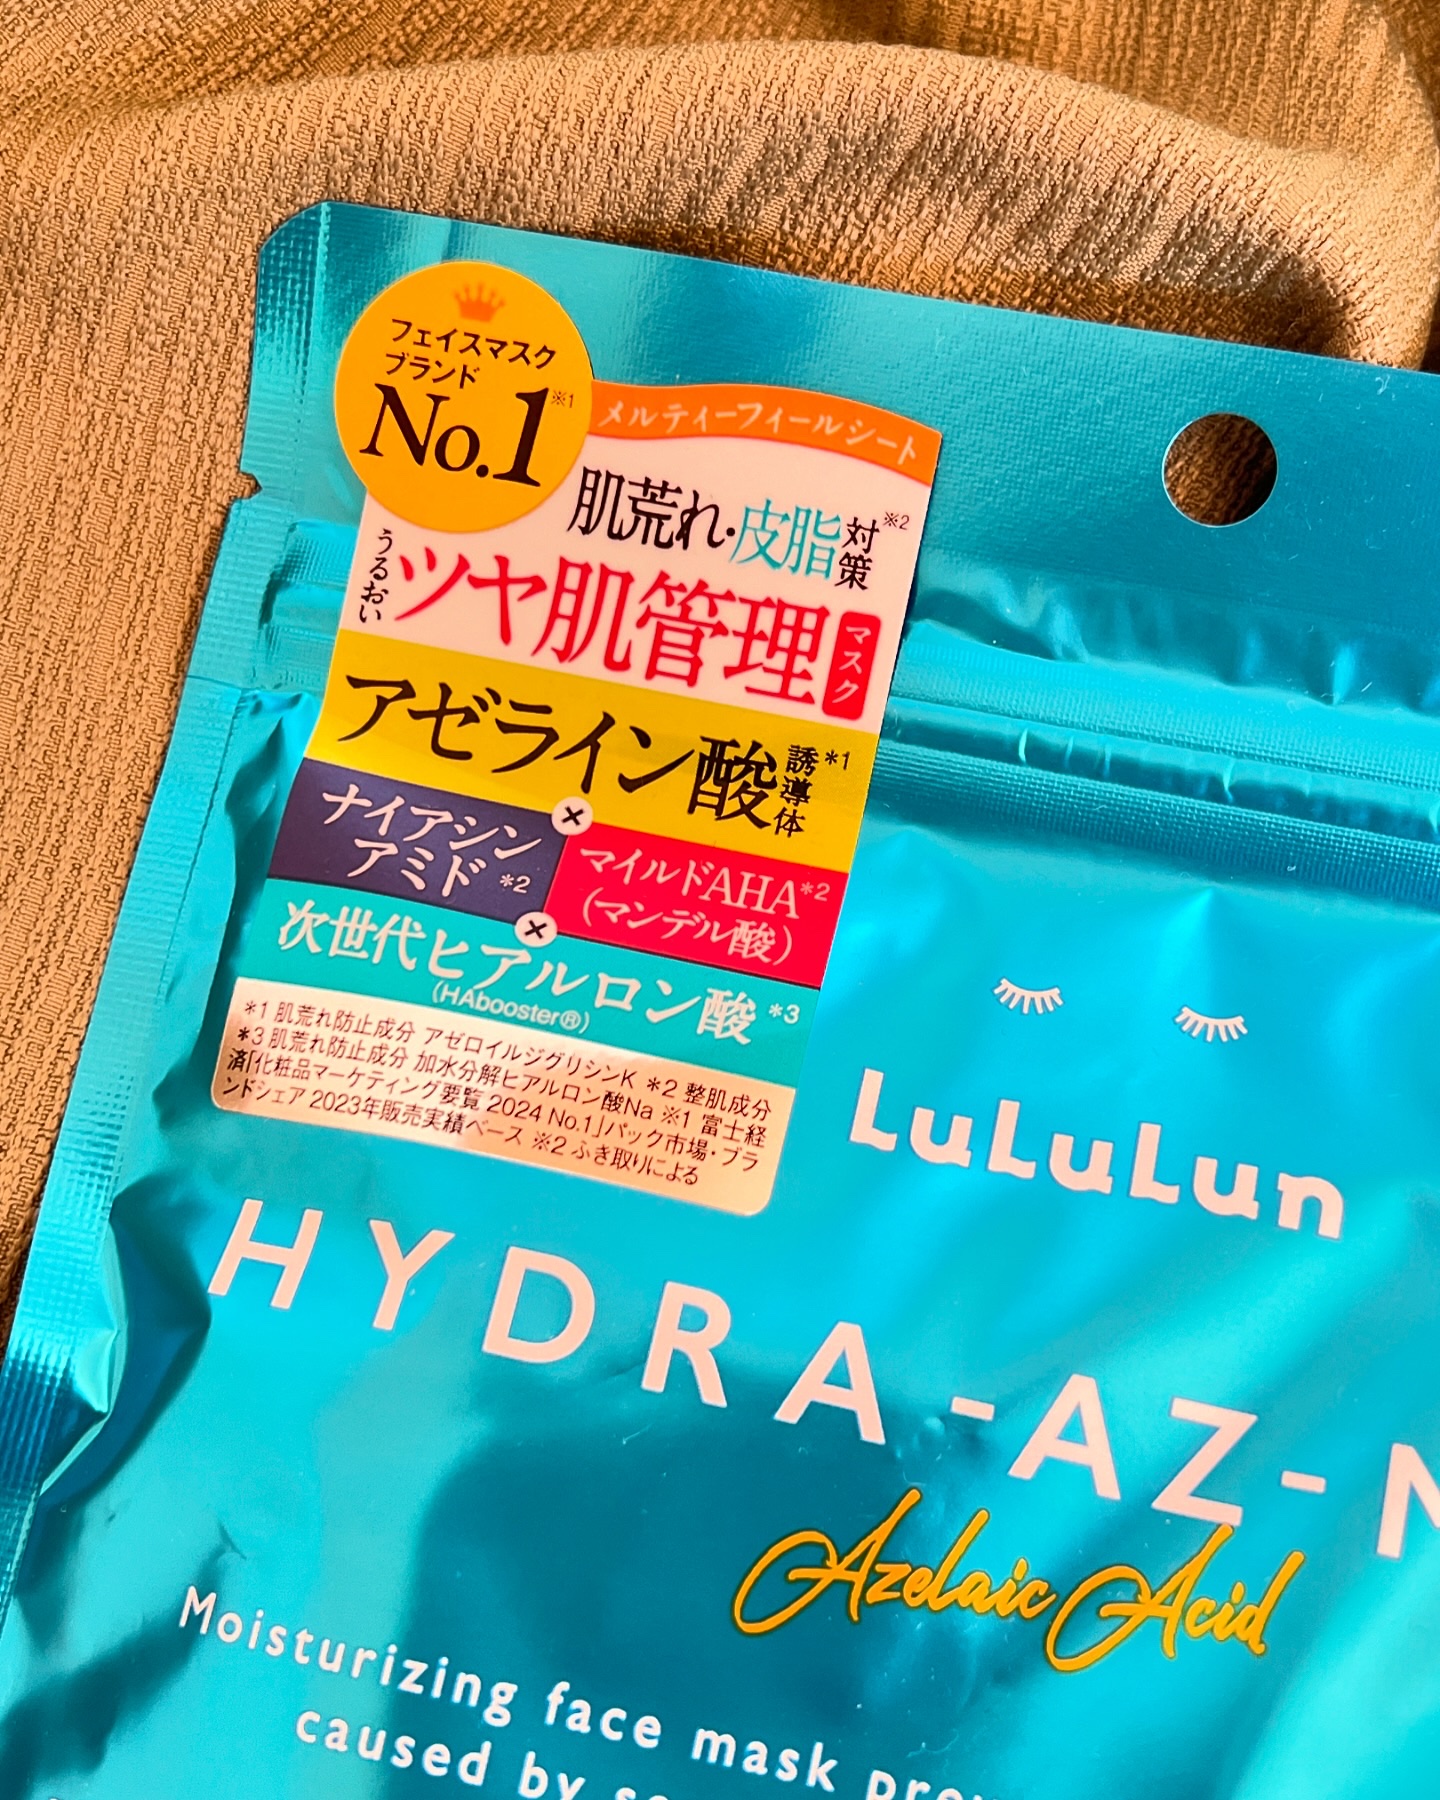 フェイスマスク
ブランド
No.1※1
メルティーフィールシート
肌荒れ・皮脂対策※2
うるおい
ツヤ肌管理
マスク
アゼライン酸誘導体*1
×
ナイアシン
アミド*2
マイルドAHA*2
(マンデル酸)
×
次世代ヒアルロン酸*3
(HAbooster®)
*1 肌荒れ防止成分 アゼロイルジグリシンK *2 整肌成分
*3 肌荒れ防止成分 加水分解ヒアルロン酸Na ※1 富士経
済「化粧品マーケティング要覧 2024 No.1」パック市場・ブラ
ンドシェア 2023年販売実績ベース ※2 ふき取りによる
LuLuLun
HYDRA-AZ-
Azelaic Acid
Moisturizing face mask
caused by